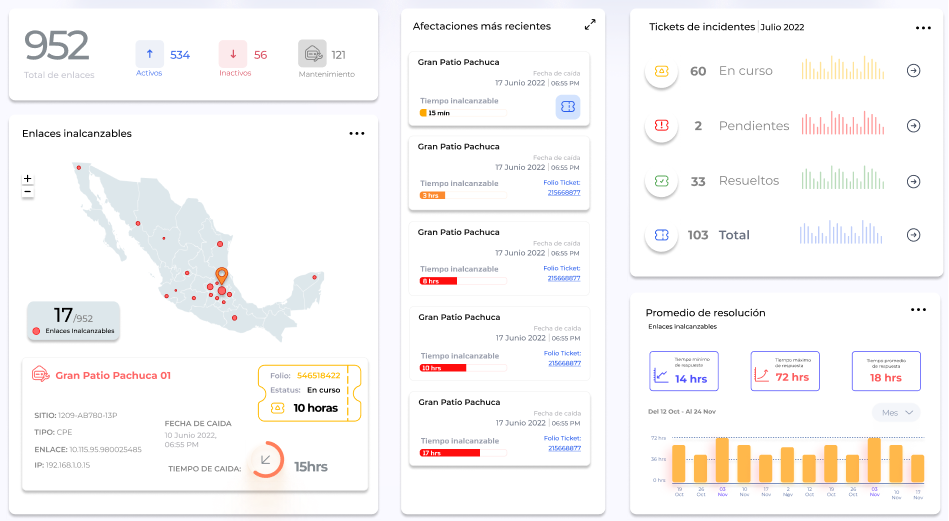 952
Total de enlaces
534
Activos
56
Inactivos
121
Mantenimiento
Enlaces inalcanzables
+
−
17/952
Enlaces Inalcanzables
Gran Patio Pachuca 01
Folio: 546518422
Estatus: En curso
10 horas
SITIO: 1209-AB780-13P
TIPO: CPE
ENLACE: 10.115.95.980025485
IP: 192.168.1.0.15
FECHA DE CAIDA
10 Junio 2022,
06:55 PM
TIEMPO DE CAIDA:
15hrs
Afectaciones más recientes
Gran Patio Pachuca
Fecha de caida
17 Junio 2022 | 06:55 PM
Tiempo inalcanzable
15 min
Gran Patio Pachuca
Fecha de caida
17 Junio 2022 | 06:55 PM
Tiempo inalcanzable
Folio Ticket:
3 hrs
215668877
Gran Patio Pachuca
Fecha de caida
17 Junio 2022 | 06:55 PM
Tiempo inalcanzable
Folio Ticket:
8 hrs
215668877
Gran Patio Pachuca
Fecha de caida
17 Junio 2022 | 06:55 PM
Tiempo inalcanzable
Folio Ticket:
10 hrs
215668877
Gran Patio Pachuca
Fecha de caida
17 Junio 2022 | 06:55 PM
Tiempo inalcanzable
Folio Ticket:
17 hrs
215668877
Tickets de incidentes | Julio 2022
60 En curso
2 Pendientes
33 Resueltos
103 Total
Promedio de resolución
Enlaces Inalcanzables
Tiempo mínimo
de respuesta
14 hrs
Tiempo máximo
de respuesta
72 hrs
Tiempo promedio
de respuesta
18 hrs
Del 12 Oct - Al 24 Nov
Mes
72 hrs
36 hrs
0 hrs
19 26 03 10 17 2 12 19 26 03 10 17
Oct Oct Nov Nov Nov Nov Oct Oct Oct Nov Nov Nov